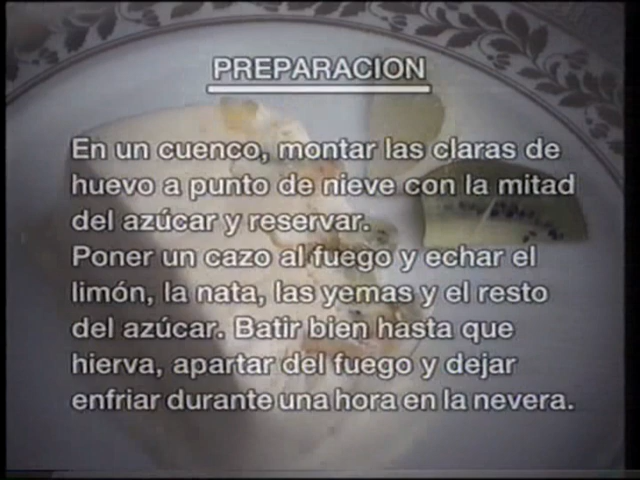 PREPARACION
En un cuenco, montar las claras de
huevo a punto de nieve con la mitad
del azúcar y reservar.
Poner un cazo al fuego y echar el
limón, la nata, las yemas y el resto
del azúcar. Batir bien hasta que
hierva, apartar del fuego y dejar
enfriar durante una hora en la nevera.